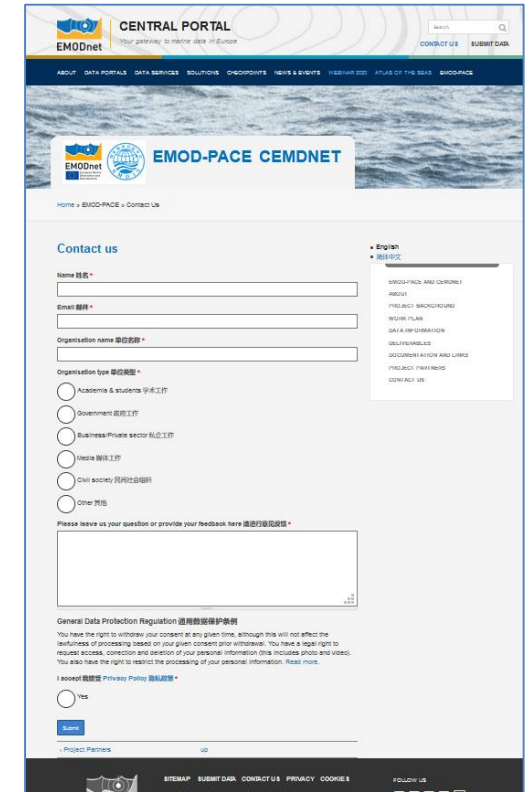 EMODnet
CENTRAL PORTAL
Your gateway to marine data in Europe
Search
CONTACT US SUBMIT DATA
ABOUT DATA PORTALS DATA SERVICES SOLUTIONS CHECKPOINTS NEWS & EVENTS WEBINAR 2020 ATLAS OF THE SEAS EMOD-PACE
EMODnet
EMOD-PACE CEMDNET
Home » EMOD-PACE » Contact Us
Contact us
Name 姓名 *
Email 邮件 *
Organisation name 单位名称 *
Organisation type 单位类型 *
Academia & students 学术工作
Government 政府工作
Business/Private sector 私企工作
Media 媒体工作
Civil society 民间社会组织
Other 其他
Please leave us your question or provide your feedback here 请进行意见反馈 *
General Data Protection Regulation 通用数据保护条例
You have the right to withdraw your consent at any given time, although this will not affect the
lawfulness of processing based on your given consent prior withdrawal. You have a legal right to
request access, correction and deletion of your personal information (this includes photo and video).
You also have the right to restrict the processing of your personal information. Read more.
I accept 我接受 Privacy Policy 隐私政策 *
Yes
Submit
‹ Project Partners up
English
简体中文
EMOD-PACE AND CEMDNET
ABOUT
PROJECT BACKGROUND
WORK PLAN
DATA INFORMATION
DELIVERABLES
DOCUMENTATION AND LINKS
PROJECT PARTNERS
CONTACT US
SITEMAP SUBMIT DATA CONTACT US PRIVACY COOKIES
FOLLOW US